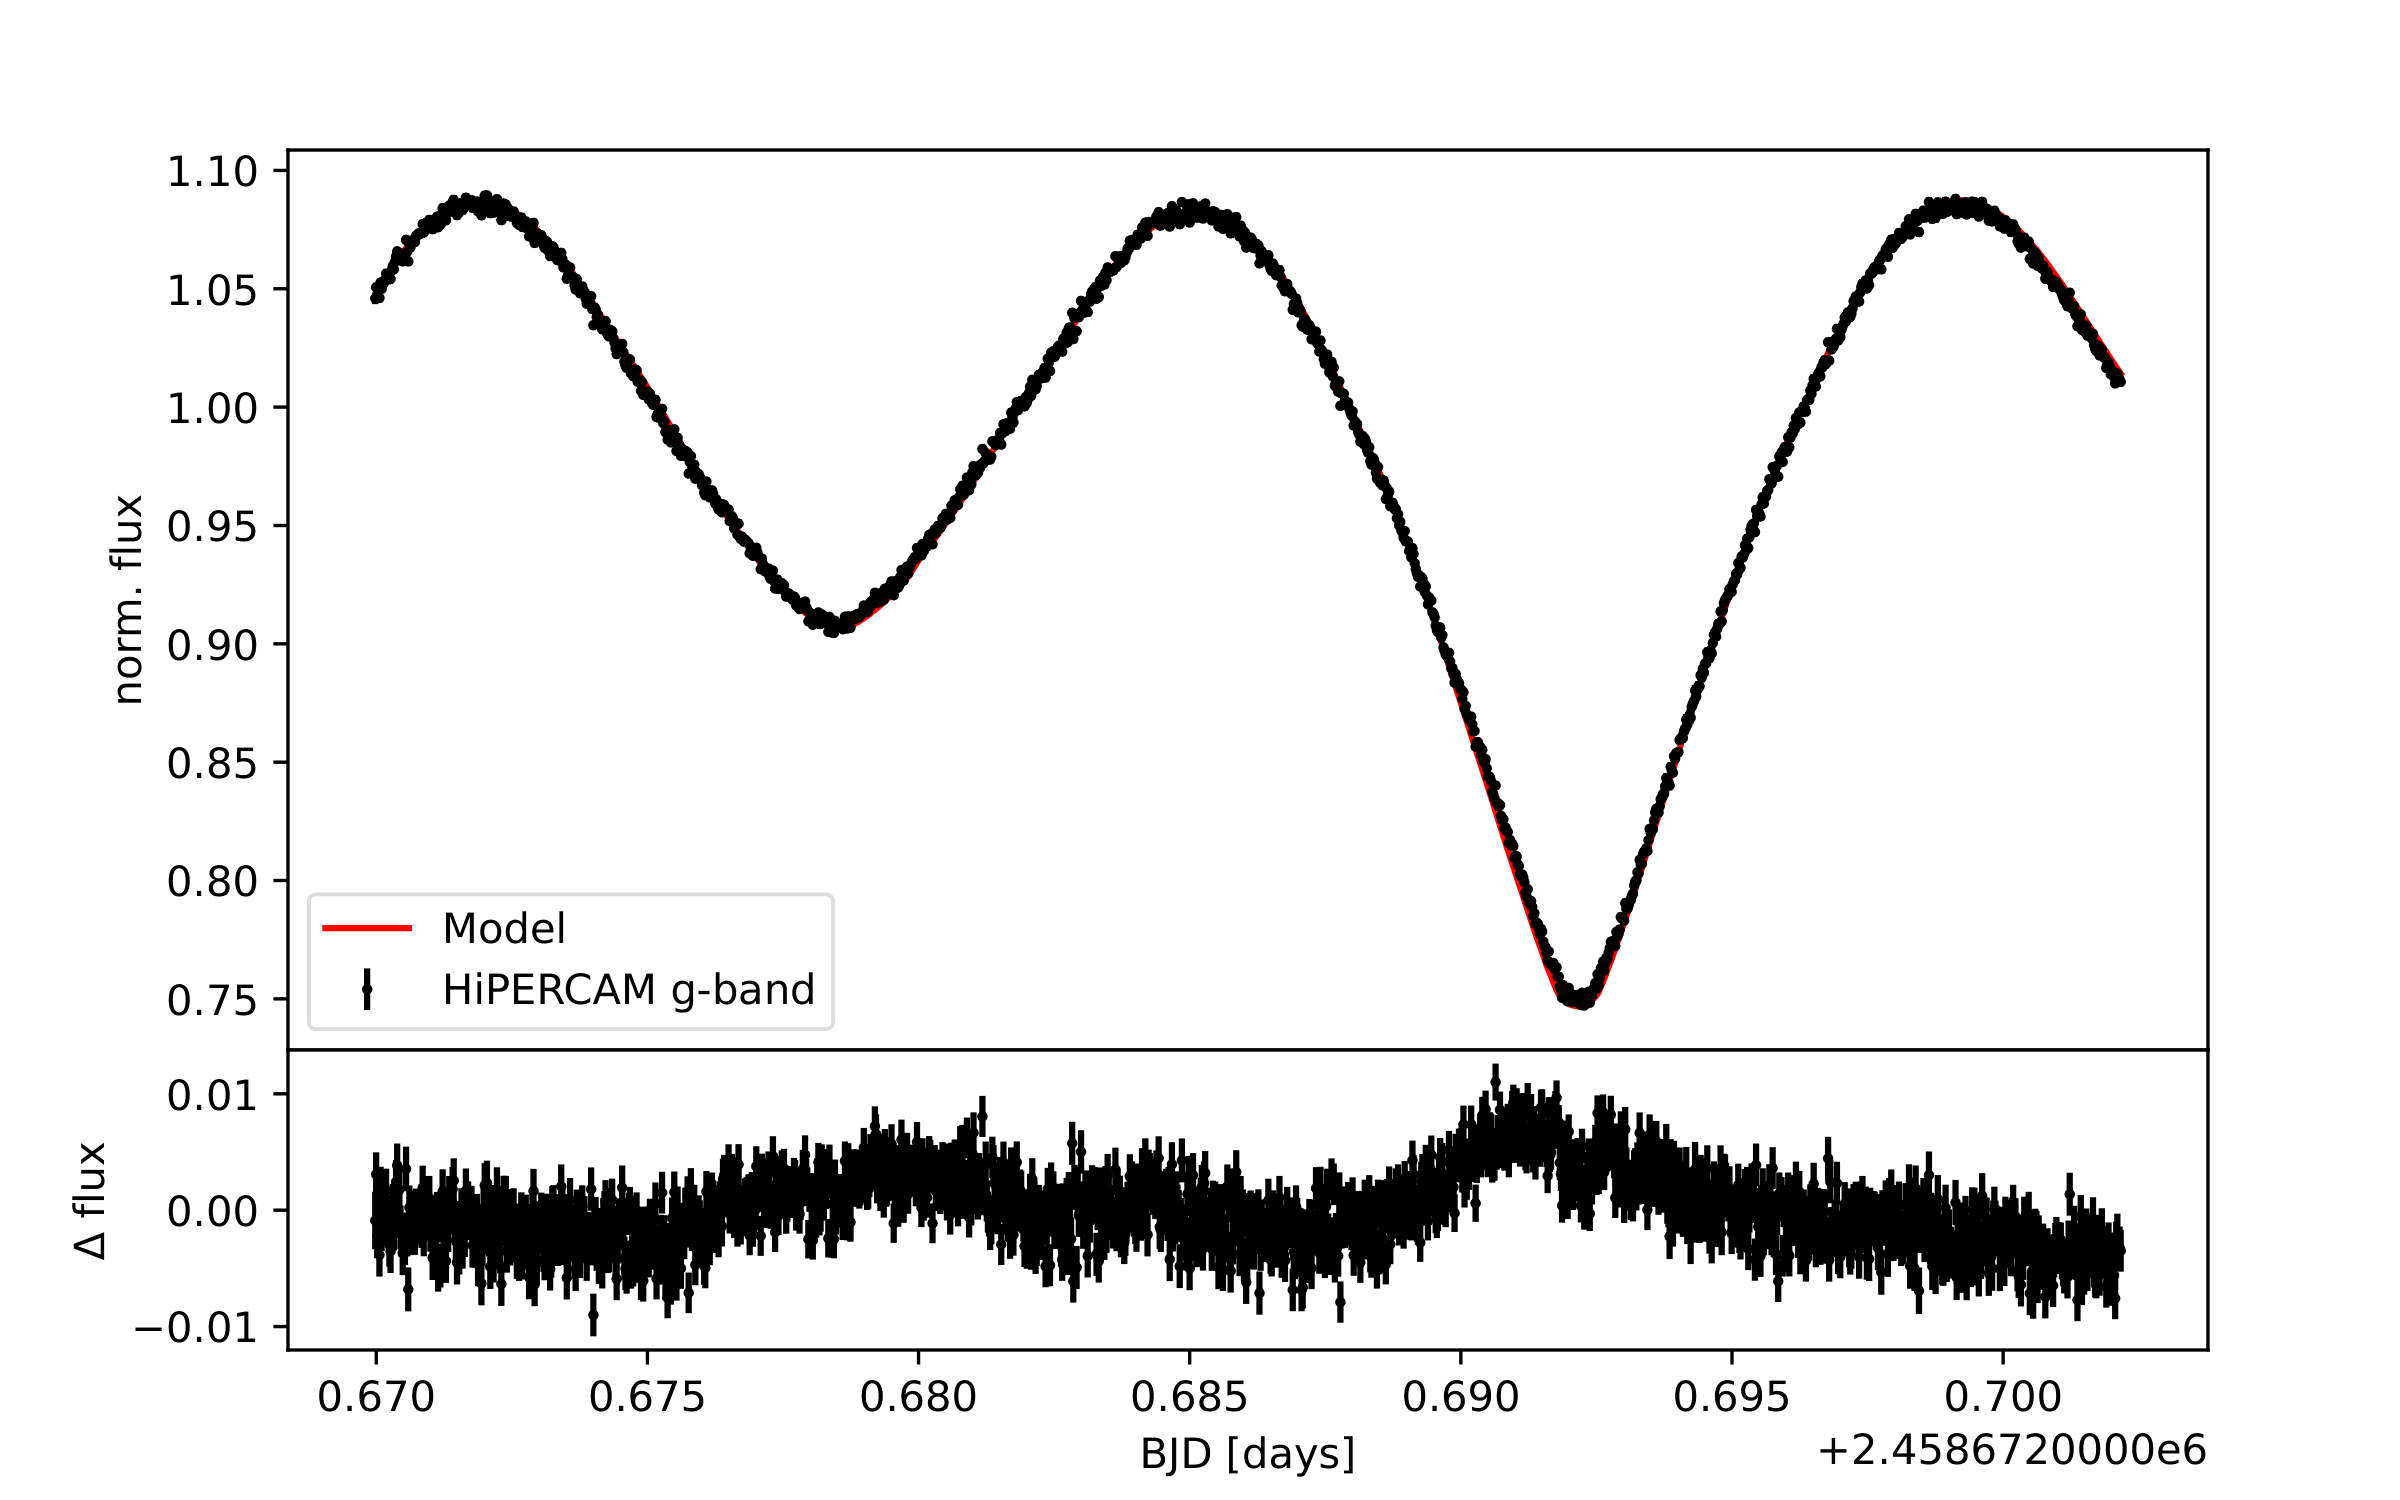 1.10
1.05
1.00
0.95
0.90
0.85
0.80
0.75
norm. flux
Model
HiPERCAM g-band
0.01
0.00
−0.01
Δ flux
0.670 0.675 0.680 0.685 0.690 0.695 0.700
BJD [days]
+2.4586720000e6